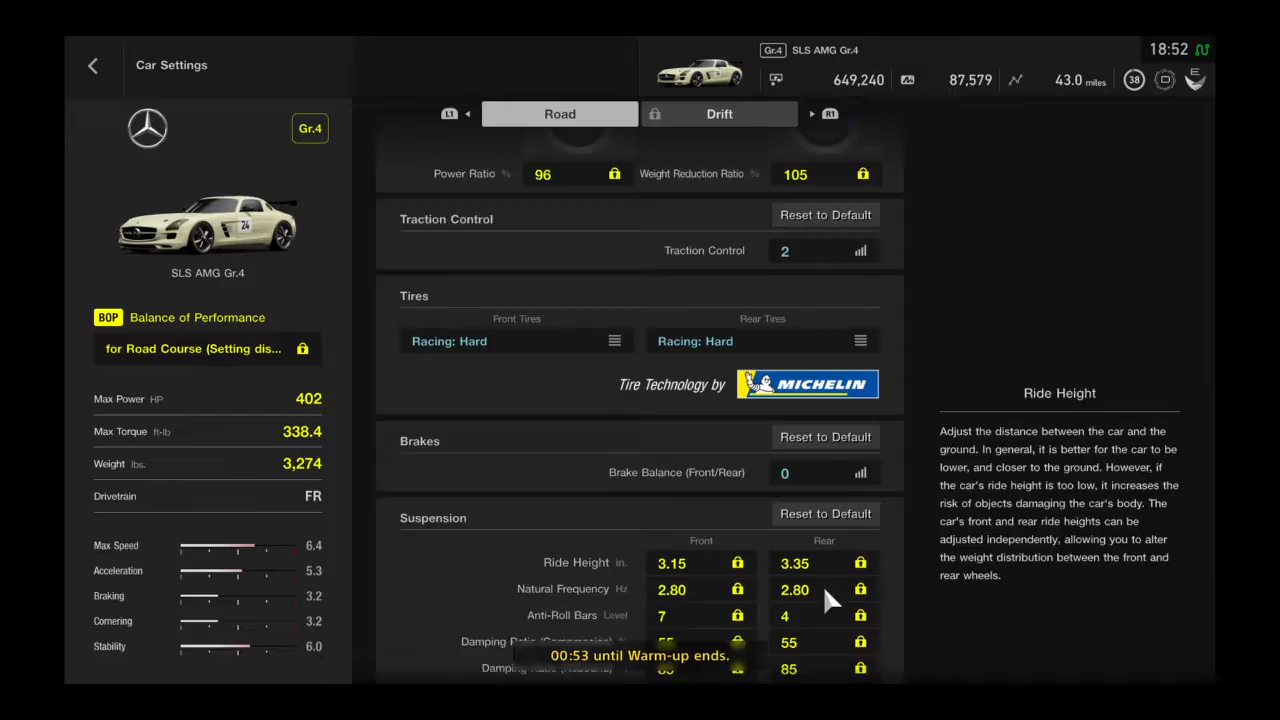 Car Settings
Gr.4 SLS AMG Gr.4
18:52
649,240 87,579 43.0 miles 38 D E
L1 Road Drift R1
Gr.4
24
SLS AMG Gr.4
BOP Balance of Performance
for Road Course (Setting dis...
Max Power HP 402
Max Torque ft-lb 338.4
Weight lbs. 3,274
Drivetrain FR
Max Speed 6.4
Acceleration 5.3
Braking 3.2
Cornering 3.2
Stability 6.0
Power Ratio % 96 Weight Reduction Ratio % 105
Traction Control Reset to Default
Traction Control 2
Tires
Front Tires Rear Tires
Racing: Hard Racing: Hard
Tire Technology by MICHELIN
Brakes Reset to Default
Brake Balance (Front/Rear) 0
Suspension Reset to Default
Front Rear
Ride Height in. 3.15 3.35
Natural Frequency Hz 2.80 2.80
Anti-Roll Bars Level 7 4
Damping Ratio (Compression) % 55 55
Damping Ratio (Rebound) 85 85
00:53 until Warm-up ends.
Ride Height
Adjust the distance between the car and the
ground. In general, it is better for the car to be
lower, and closer to the ground. However, if
the car's ride height is too low, it increases the
risk of objects damaging the car's body. The
car's front and rear ride heights can be
adjusted independently, allowing you to alter
the weight distribution between the front and
rear wheels.